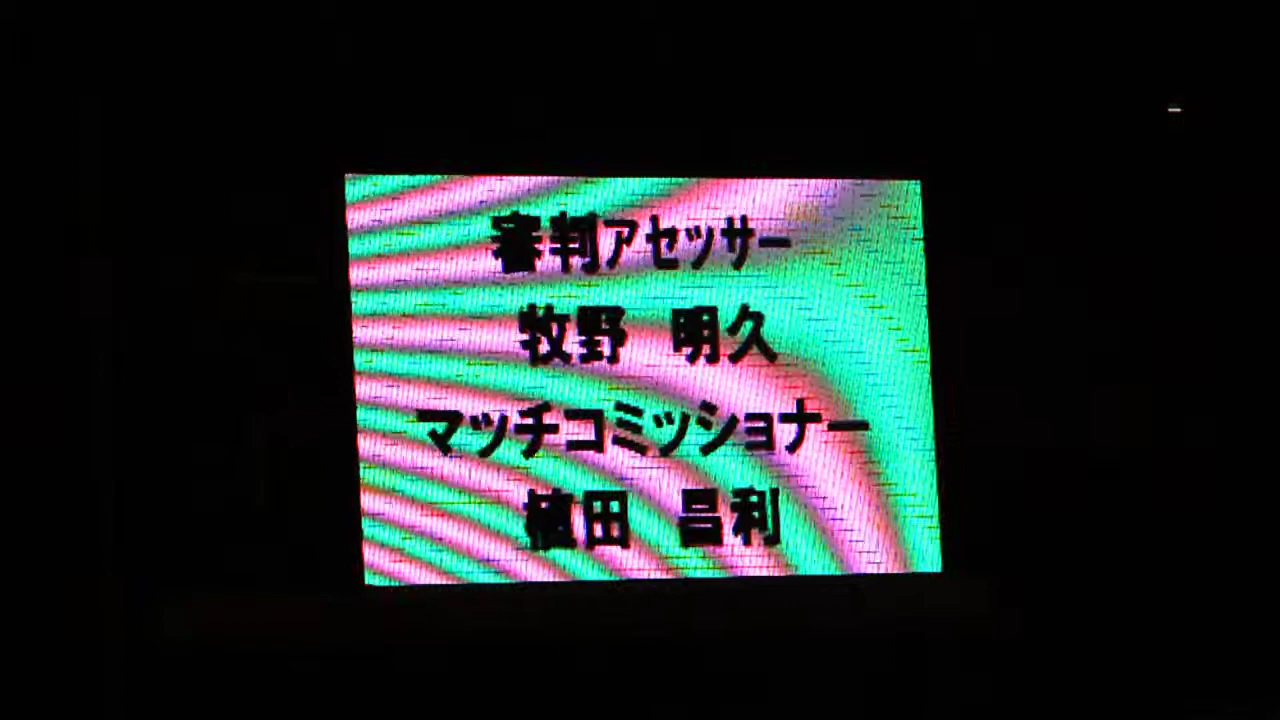 審判アセッサー
牧野 明久
マッチコミッショナー
植田 昌利